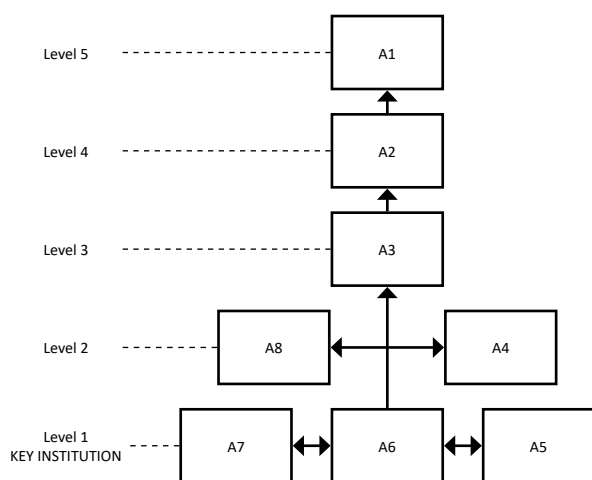 Level 5
A1
Level 4
A2
Level 3
A3
Level 2
A8
A4
Level 1
KEY INSTITUTION
A7
A6
A5